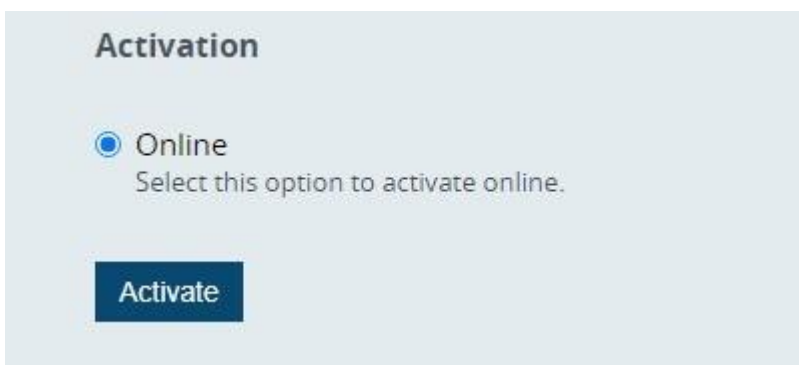 Activation
Online
Select this option to activate online.
Activate